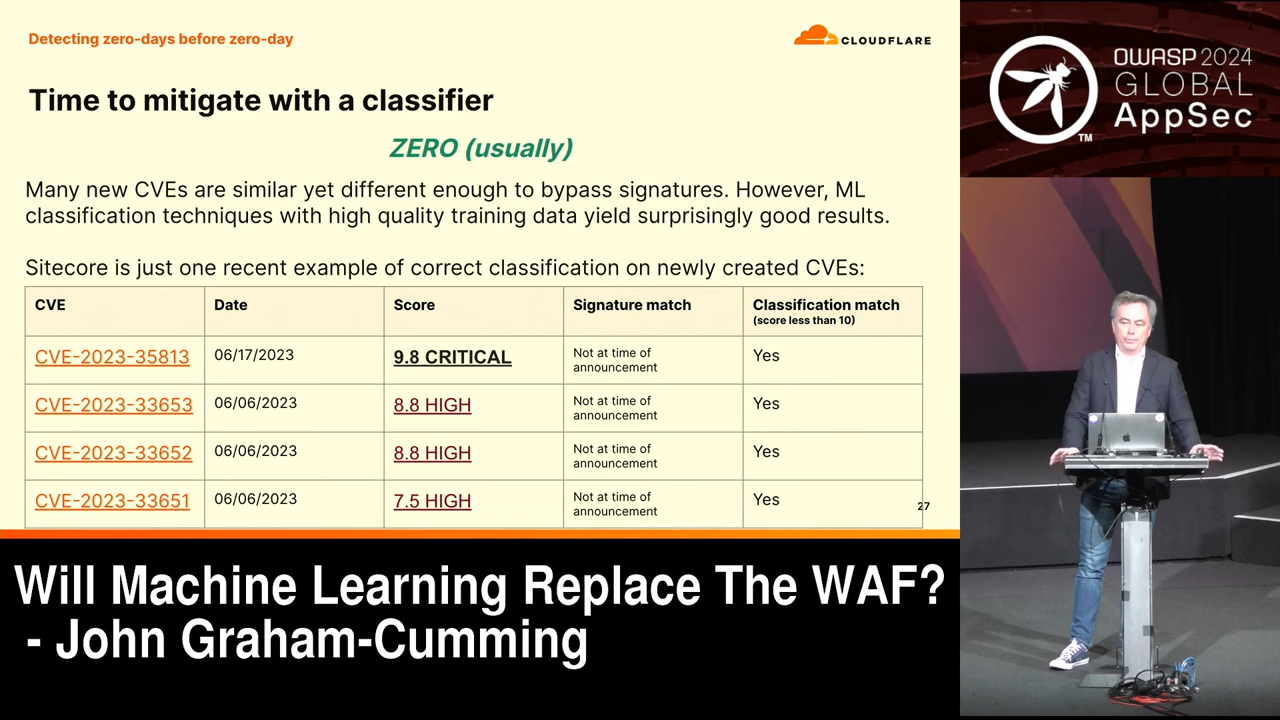 Detecting zero-days before zero-day
CLOUDFLARE
Time to mitigate with a classifier
ZERO (usually)
Many new CVEs are similar yet different enough to bypass signatures. However, ML
classification techniques with high quality training data yield surprisingly good results.
Sitecore is just one recent example of correct classification on newly created CVEs:
CVE Date Score Signature match Classification match
(score less than 10)
CVE-2023-35813 06/17/2023 9.8 CRITICAL Not at time of
announcement Yes
CVE-2023-33653 06/06/2023 8.8 HIGH Not at time of
announcement Yes
CVE-2023-33652 06/06/2023 8.8 HIGH Not at time of
announcement Yes
CVE-2023-33651 06/06/2023 7.5 HIGH Not at time of
announcement Yes
27
Will Machine Learning Replace The WAF?
- John Graham-Cumming
OWASP 2024
GLOBAL
AppSec
TM